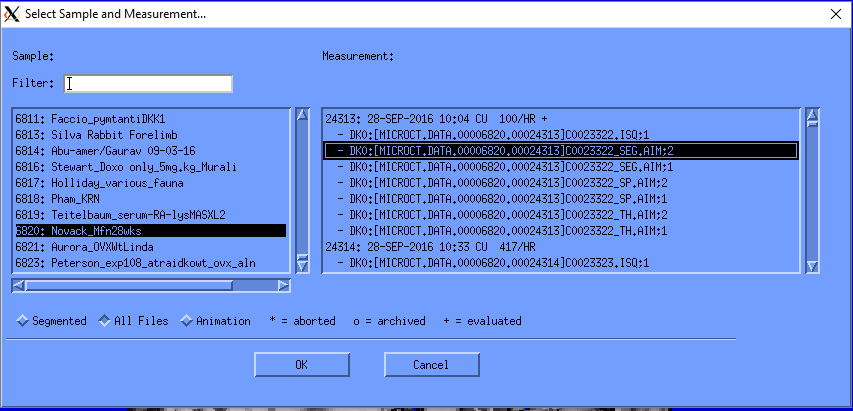 Select Sample and Measurement...
Sample:
Measurement:
Filter:
6811: Faccio_pymtantiDKK1
6813: Silva Rabbit Forelimb
6814: Abu-amer/Gaurav 09-03-16
6816: Stewart_Doxo only_5mg.kg_Murali
6817: Holliday_various_fauna
6818: Pham_KRN
6819: Teitelbaum_serum-RA-lysMASXL2
6820: Novack_Mfn28wks
6821: Aurora_OVXWtLinda
6823: Peterson_exp108_atraidkowt_ovx_aln
24313: 28-SEP-2016 10:04 CU 100/HR +
- DK0:[MICROCT.DATA.00006820.00024313]C0023322.ISQ;1
- DK0:[MICROCT.DATA.00006820.00024313]C0023322_SEG.AIM;2
- DK0:[MICROCT.DATA.00006820.00024313]C0023322_SEG.AIM;1
- DK0:[MICROCT.DATA.00006820.00024313]C0023322_SP.AIM;2
- DK0:[MICROCT.DATA.00006820.00024313]C0023322_SP.AIM;1
- DK0:[MICROCT.DATA.00006820.00024313]C0023322_TH.AIM;2
- DK0:[MICROCT.DATA.00006820.00024313]C0023322_TH.AIM;1
24314: 28-SEP-2016 10:33 CU 417/HR
- DK0:[MICROCT.DATA.00006820.00024314]C0023323.ISQ;1
Segmented All Files Animation * = aborted o = archived + = evaluated
OK Cancel